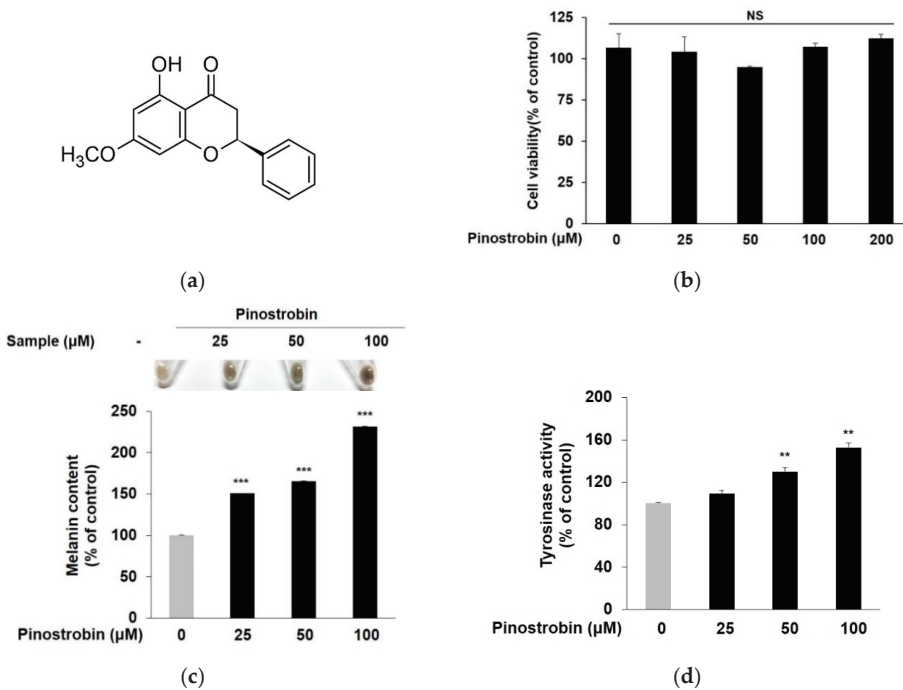 OH
O
H₃CO
O
(a)
NS
125
100
75
50
25
0
Cell viability(% of control)
Pinostrobin (µM) 0 25 50 100 200
(b)
Pinostrobin
Sample (µM) - 25 50 100
250
200
150
100
50
0
Melanin content
(% of control)
***
***
***
Pinostrobin (µM) 0 25 50 100
(c)
200
160
120
80
40
0
Tyrosinase activity
(% of control)
**
**
Pinostrobin (µM) 0 25 50 100
(d)